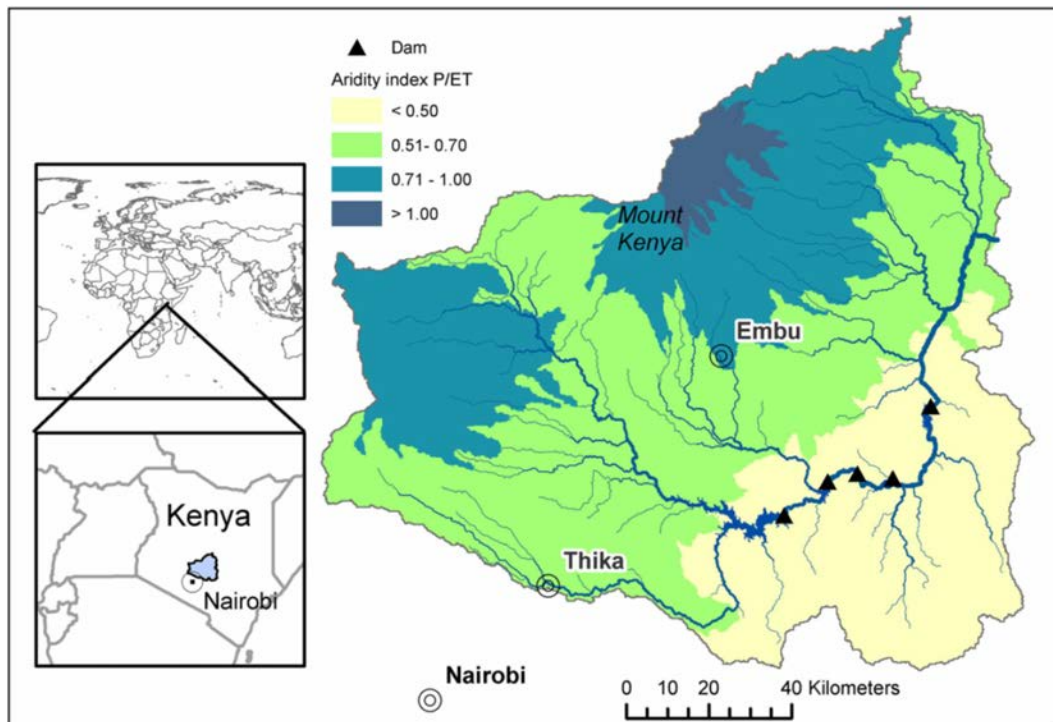 Dam
Aridity index P/ET
< 0.50
0.51- 0.70
0.71 - 1.00
> 1.00
Mount
Kenya
Embu
Thika
Kenya
Nairobi
Nairobi
0 10 20 40 Kilometers